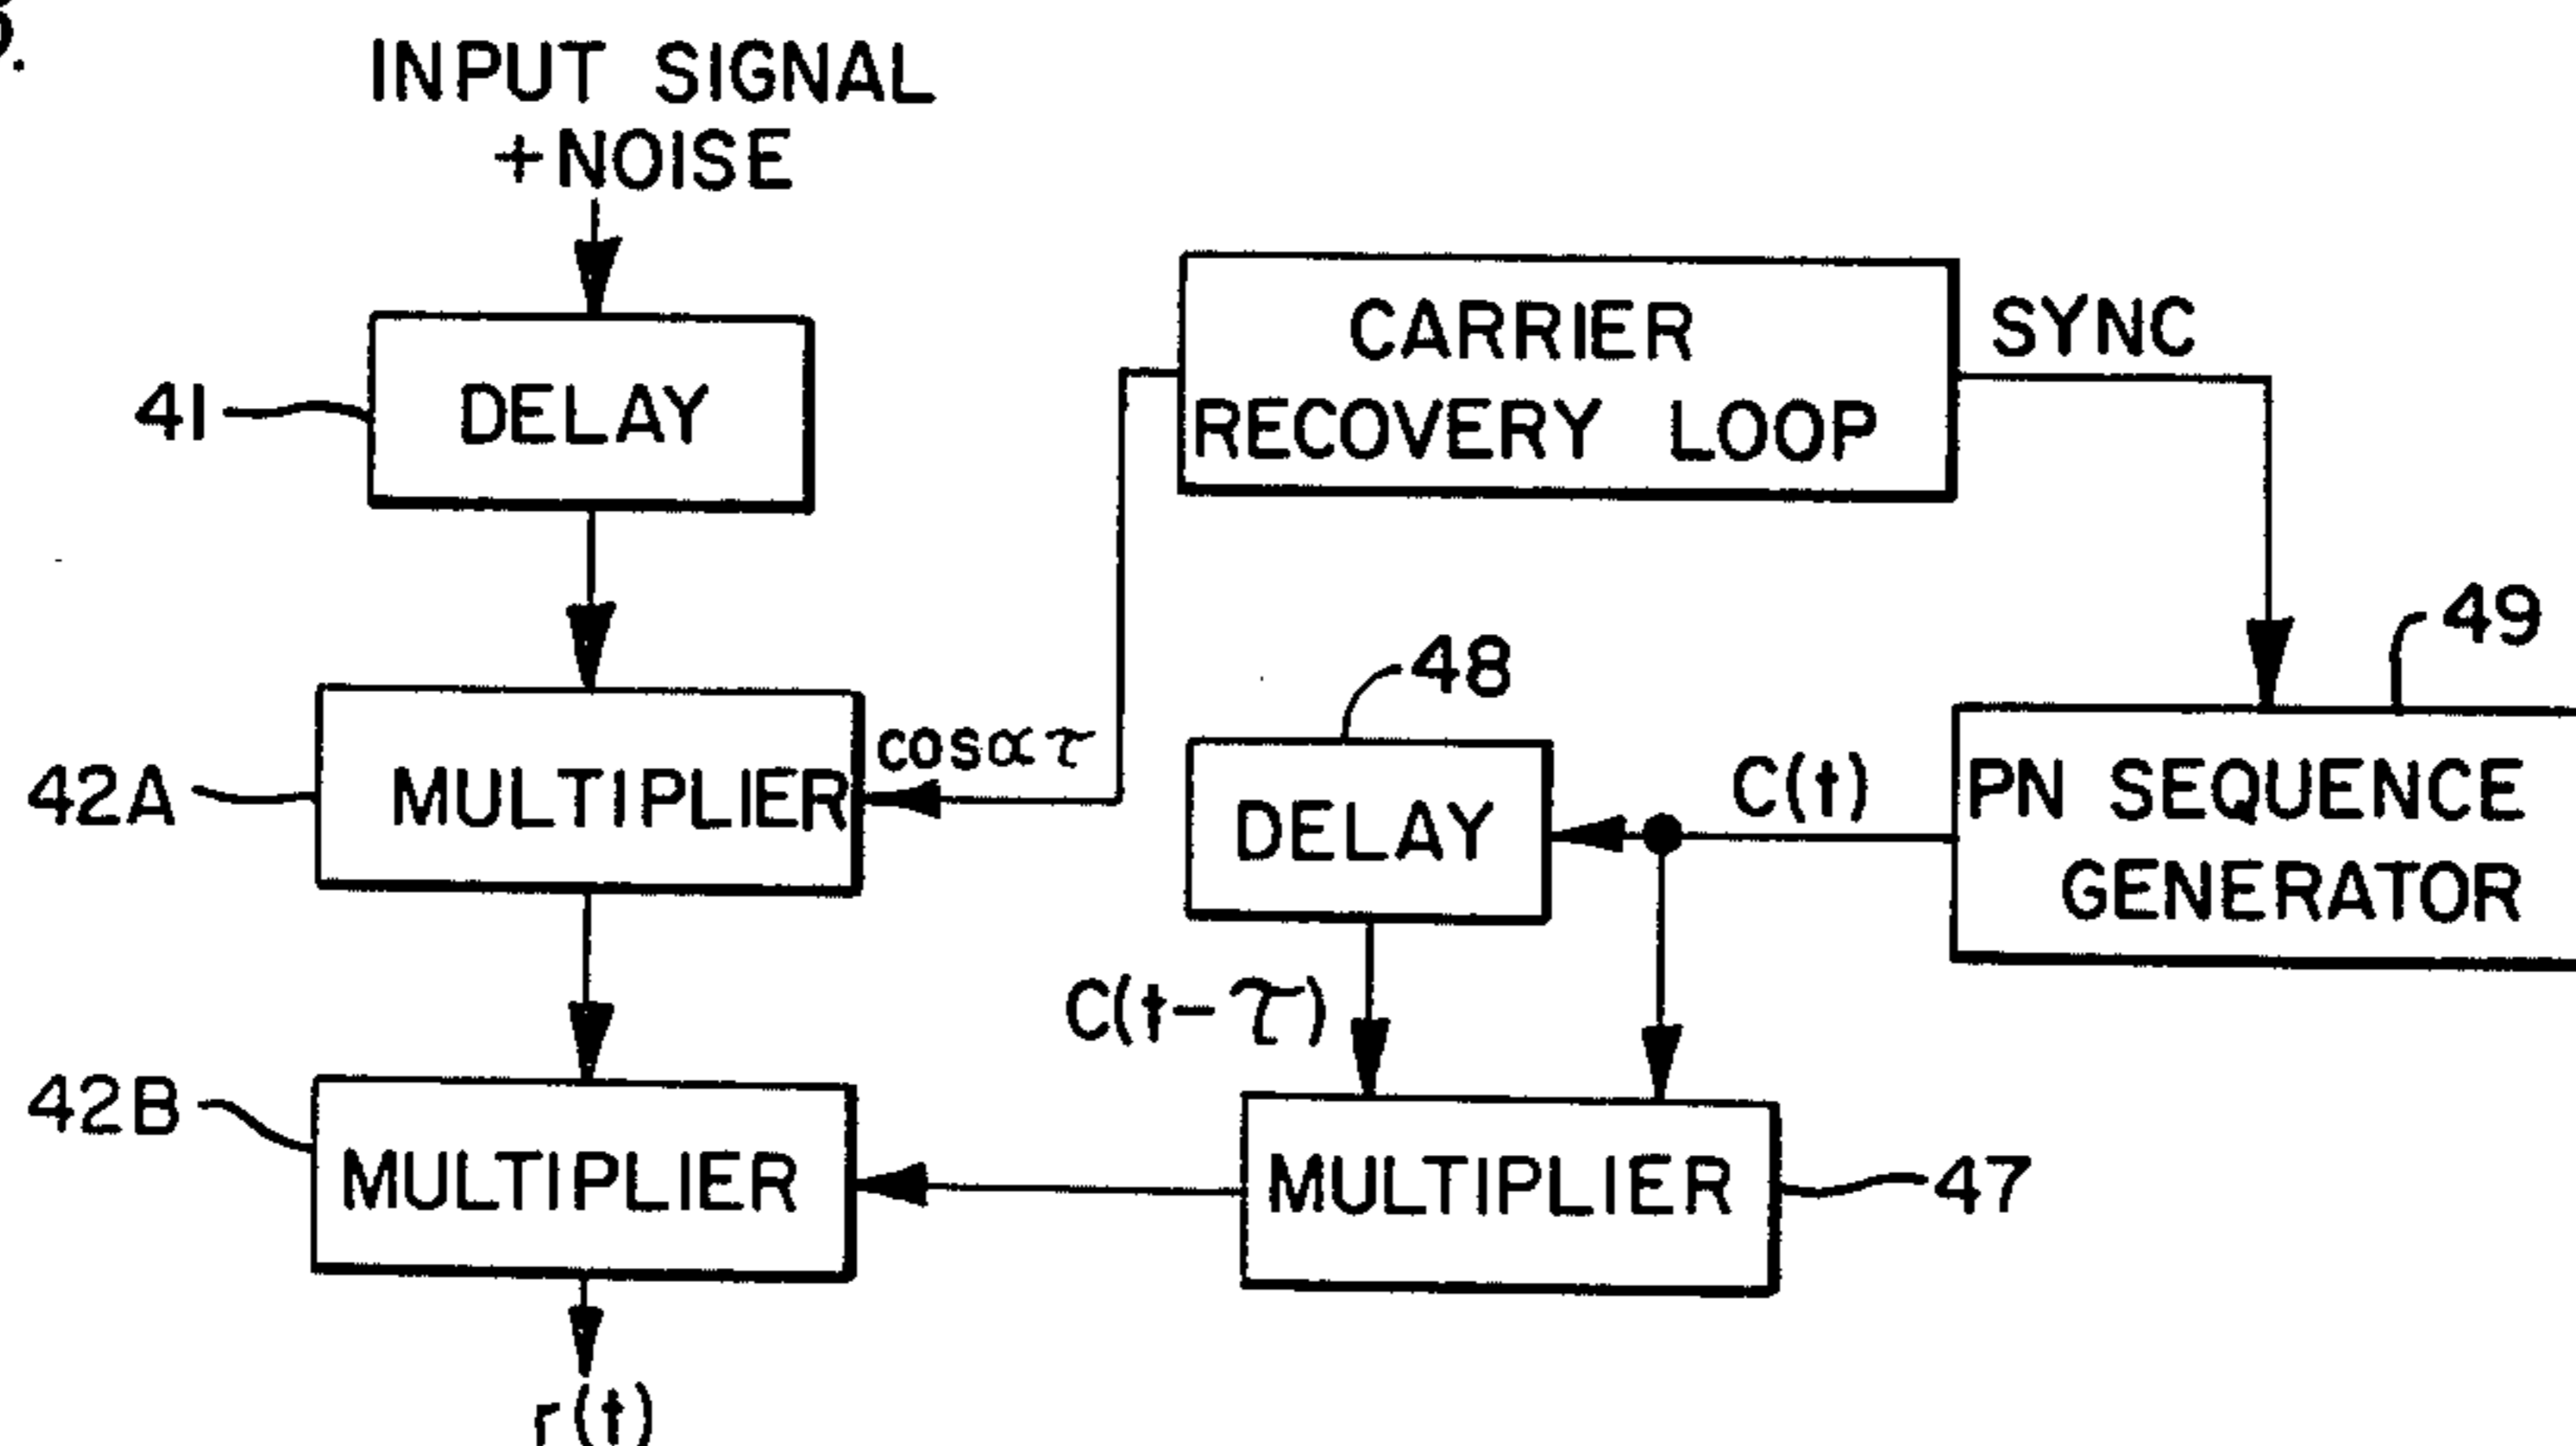 INPUT SIGNAL
+NOISE
41
DELAY
CARRIER
RECOVERY LOOP
SYNC
49
48
42A
MULTIPLIER
cosατ
DELAY
C(t)
PN SEQUENCE
GENERATOR
C(t-τ)
42B
MULTIPLIER
MULTIPLIER
47
r(t)